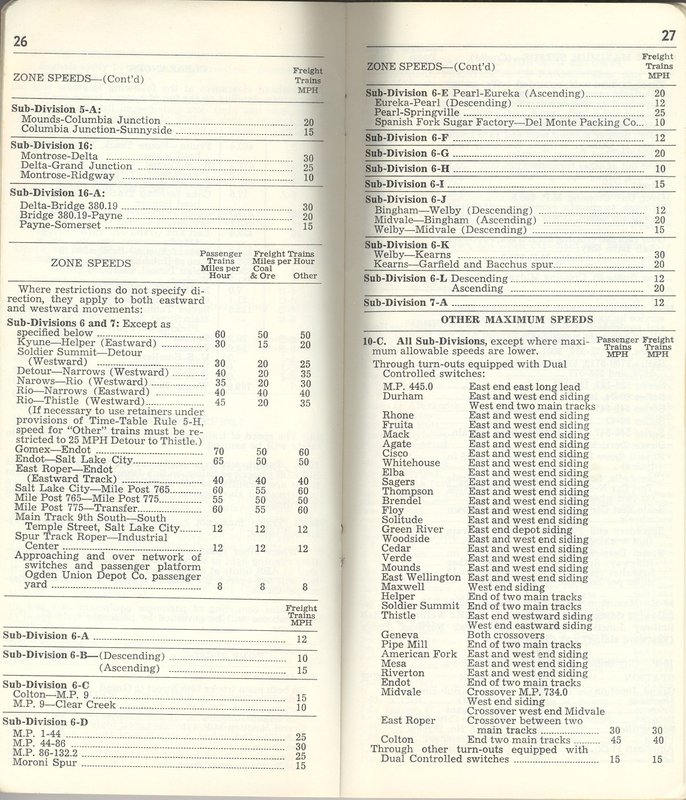 26
ZONE SPEEDS—(Cont'd)
Freight
Trains
MPH
Sub-Division 5-A:
Mounds-Columbia Junction 20
Columbia Junction-Sunnyside 15
Sub-Division 16:
Montrose-Delta 30
Delta-Grand Junction 25
Montrose-Ridgway 10
Sub-Division 16-A:
Delta-Bridge 380.19 30
Bridge 380.19-Payne 20
Payne-Somerset 15
ZONE SPEEDS
Passenger Trains Miles per Hour
Freight Trains Miles per Hour
Coal & Ore
Other
Where restrictions do not specify di-
rection, they apply to both eastward
and westward movements:
Sub-Divisions 6 and 7: Except as
specified below 60 50 50
Kyune—Helper (Eastward) 30 15 20
Soldier Summit—Detour
(Westward) 30 20 25
Detour—Narrows (Westward) 40 20 35
Narows—Rio (Westward) 35 20 30
Rio—Narrows (Eastward) 40 40 40
Rio—Thistle (Westward) 45 20 35
(If necessary to use retainers under
provisions of Time-Table Rule 5-H,
speed for "Other" trains must be re-
stricted to 25 MPH Detour to Thistle.)
Gomex—Endot 70 50 60
Endot—Salt Lake City 65 50 50
East Roper—Endot
(Eastward Track) 40 40 40
Salt Lake City—Mile Post 765 60 55 60
Mile Post 765—Mile Post 775 55 50 50
Mile Post 775—Transfer 60 55 60
Main Track 9th South—South
Temple Street, Salt Lake City 12 12 12
Spur Track Roper—Industrial
Center 12 12 12
Approaching and over network of
switches and passenger platform
Ogden Union Depot Co. passenger
yard 8 8 8
Freight
Trains
MPH
Sub-Division 6-A 12
Sub-Division 6-B—(Descending) 10
(Ascending) 15
Sub-Division 6-C
Colton—M.P. 9 15
M.P. 9—Clear Creek 10
Sub-Division 6-D
M.P. 1-44 25
M.P. 44-86 30
M.P. 86-132.2 25
Moroni Spur 15
27
ZONE SPEEDS—(Cont'd)
Freight
Trains
MPH
Sub-Division 6-E Pearl-Eureka (Ascending) 20
Eureka-Pearl (Descending) 12
Pearl-Springville 25
Spanish Fork Sugar Factory—Del Monte Packing Co. 10
Sub-Division 6-F 12
Sub-Division 6-G 20
Sub-Division 6-H 10
Sub-Division 6-I 15
Sub-Division 6-J
Bingham—Welby (Descending) 12
Midvale—Bingham (Ascending) 20
Welby—Midvale (Descending) 15
Sub-Division 6-K
Welby—Kearns 30
Kearns—Garfield and Bacchus spur 20
Sub-Division 6-L Descending 12
Ascending 20
Sub-Division 7-A 12
OTHER MAXIMUM SPEEDS
10-C. All Sub-Divisions, except where maxi-
mum allowable speeds are lower.
Passenger Trains MPH
Freight Trains MPH
Through turn-outs equipped with Dual
Controlled switches:
M.P. 445.0 East end east long lead
Durham East and west end siding
West end two main tracks
Rhone East and west end siding
Fruita East and west end siding
Mack East and west end siding
Agate East and west end siding
Cisco East and west end siding
Whitehouse East and west end siding
Elba East and west end siding
Sagers East and west end siding
Thompson East and west end siding
Brendel East and west end siding
Floy East and west end siding
Solitude East and west end siding
Green River East end depot siding
Woodside East and west end siding
Cedar East and west end siding
Verde East and west end siding
Mounds East and west end siding
East Wellington East and west end siding
Maxwell West end siding
Helper End of two main tracks
Soldier Summit End of two main tracks
Thistle East end westward siding
West end eastward siding
Geneva Both crossovers
Pipe Mill End of two main tracks
American Fork East and west end siding
Mesa East and west end siding
Riverton East and west end siding
Endot End of two main tracks
Midvale Crossover M.P. 734.0
West end siding
Crossover west end Midvale
East Roper Crossover between two
main tracks 30 30
Colton End two main tracks 45 40
Through other turn-outs equipped with
Dual Controlled switches 15 15